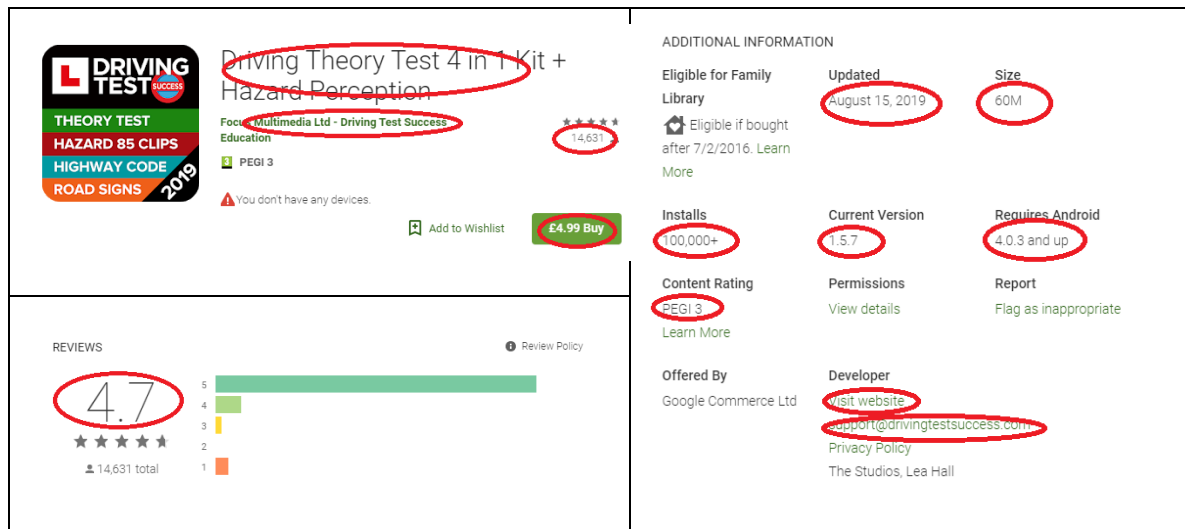 L DRIVING
TEST SUCCESS
THEORY TEST
HAZARD 85 CLIPS
HIGHWAY CODE
ROAD SIGNS 2019
Driving Theory Test 4 in 1 Kit +
Hazard Perception
Focus Multimedia Ltd - Driving Test Success
Education
14,631
3 PEGI 3
You don't have any devices.
Add to Wishlist
£4.99 Buy
REVIEWS
Review Policy
4.7
14,631 total
5
4
3
2
1
ADDITIONAL INFORMATION
Eligible for Family
Library
Eligible if bought
after 7/2/2016. Learn
More
Updated
August 15, 2019
Size
60M
Installs
100,000+
Current Version
1.5.7
Requires Android
4.0.3 and up
Content Rating
PEGI 3
Learn More
Permissions
View details
Report
Flag as inappropriate
Offered By
Google Commerce Ltd
Developer
Visit website
support@drivingtestsuccess.com
Privacy Policy
The Studios, Lea Hall